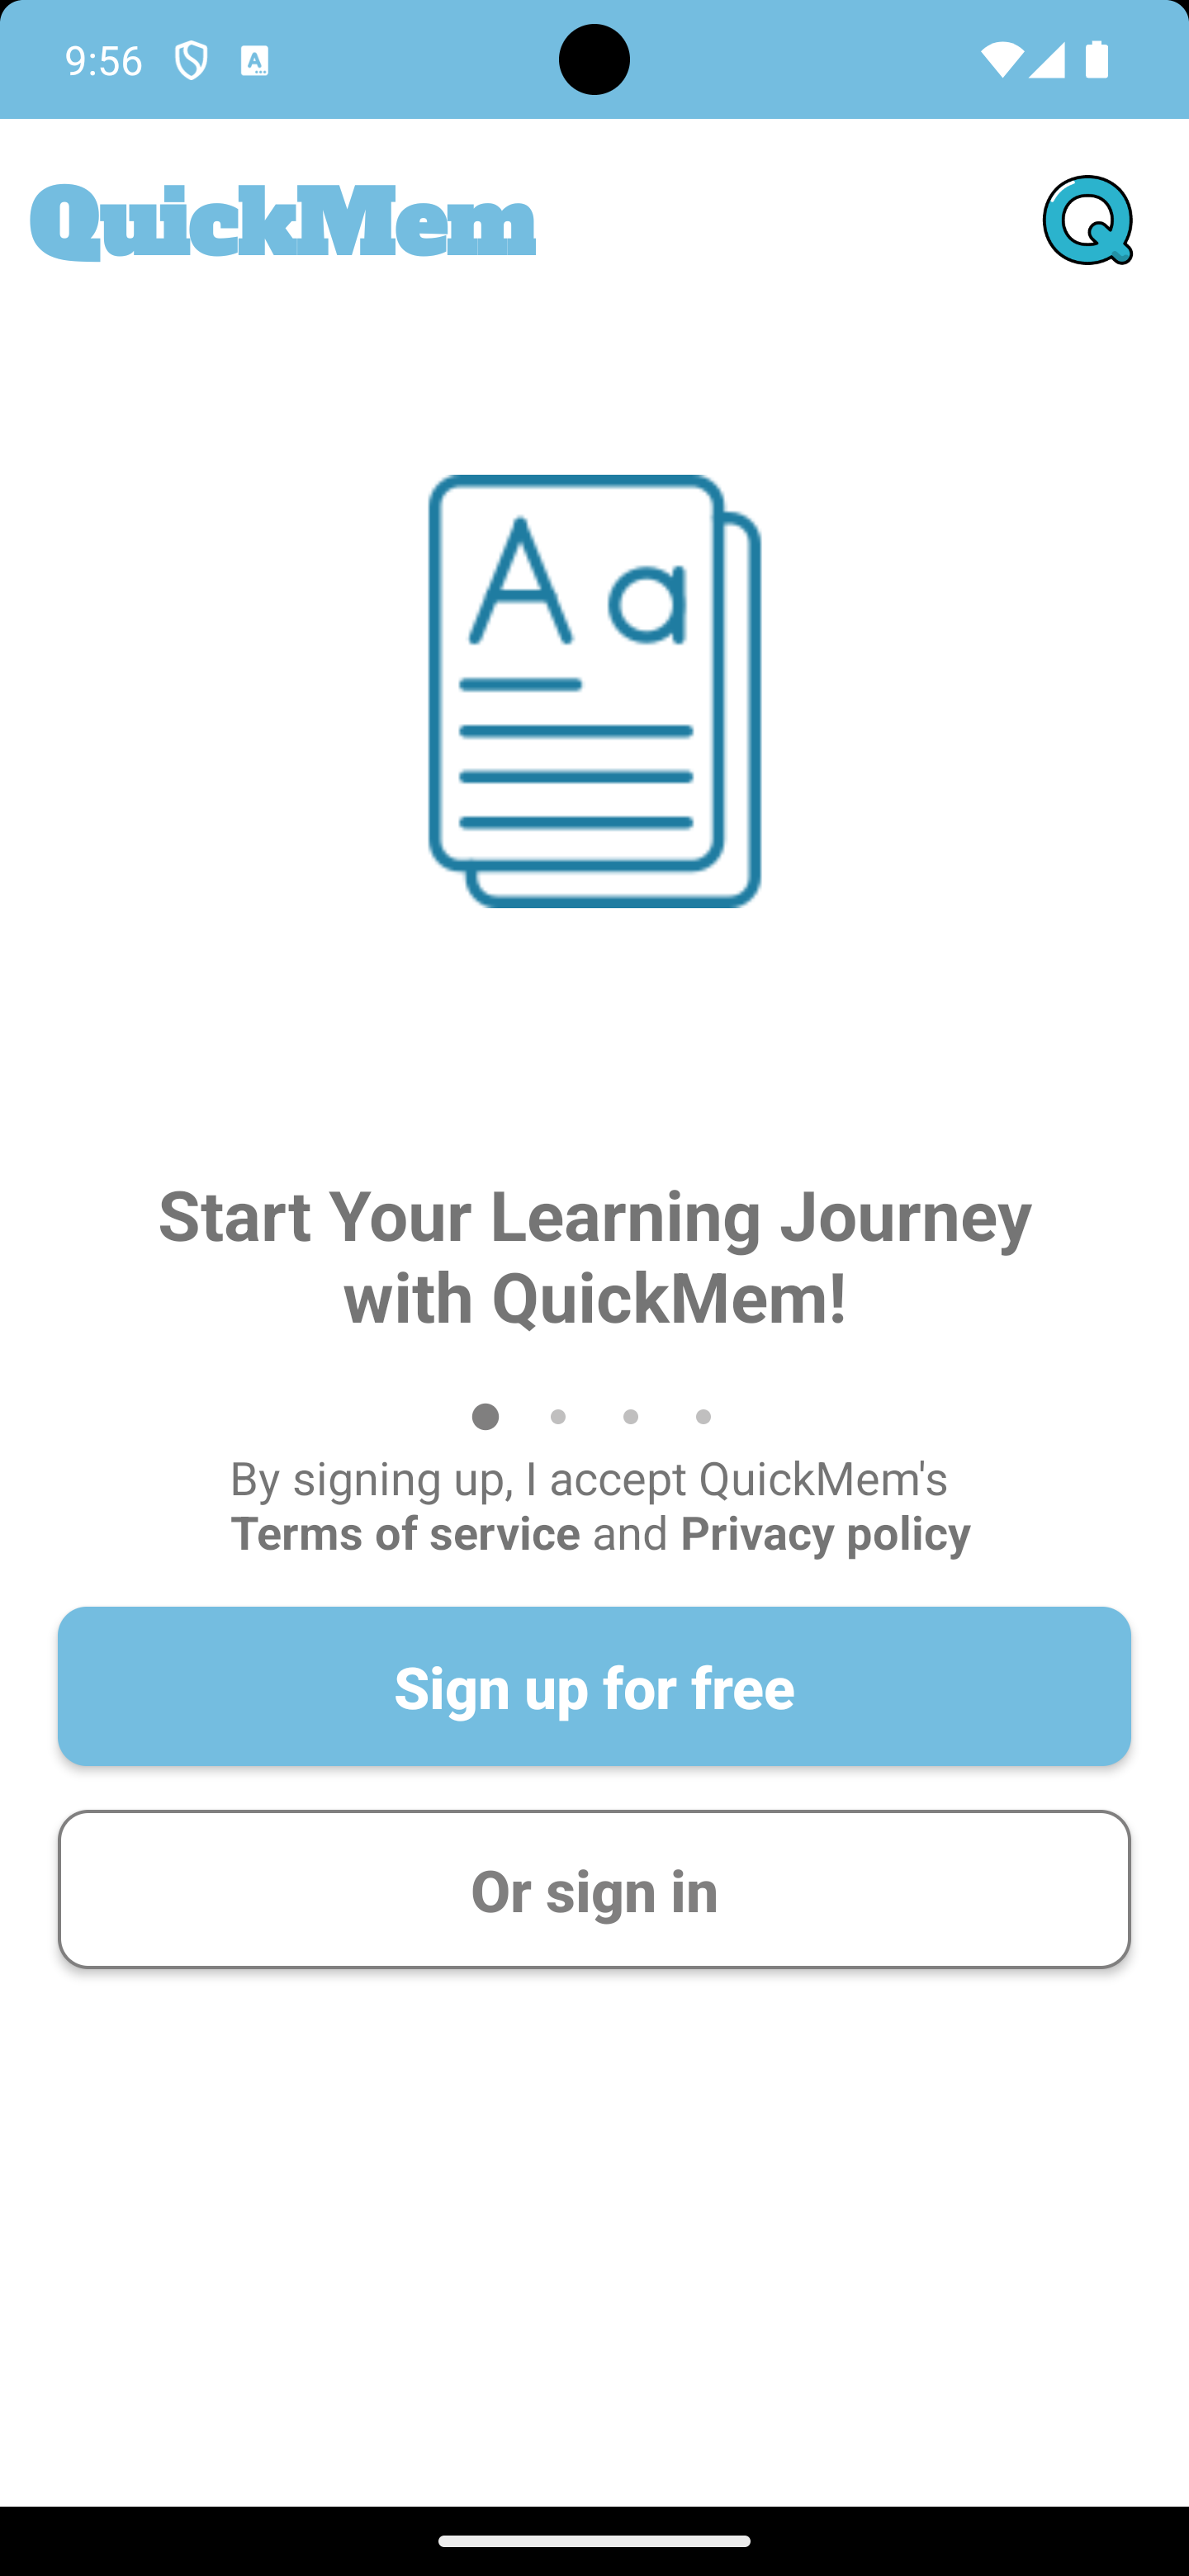 9:56
QuickMem
Q
A a
Start Your Learning Journey
with QuickMem!
By signing up, I accept QuickMem's
Terms of service and Privacy policy
Sign up for free
Or sign in